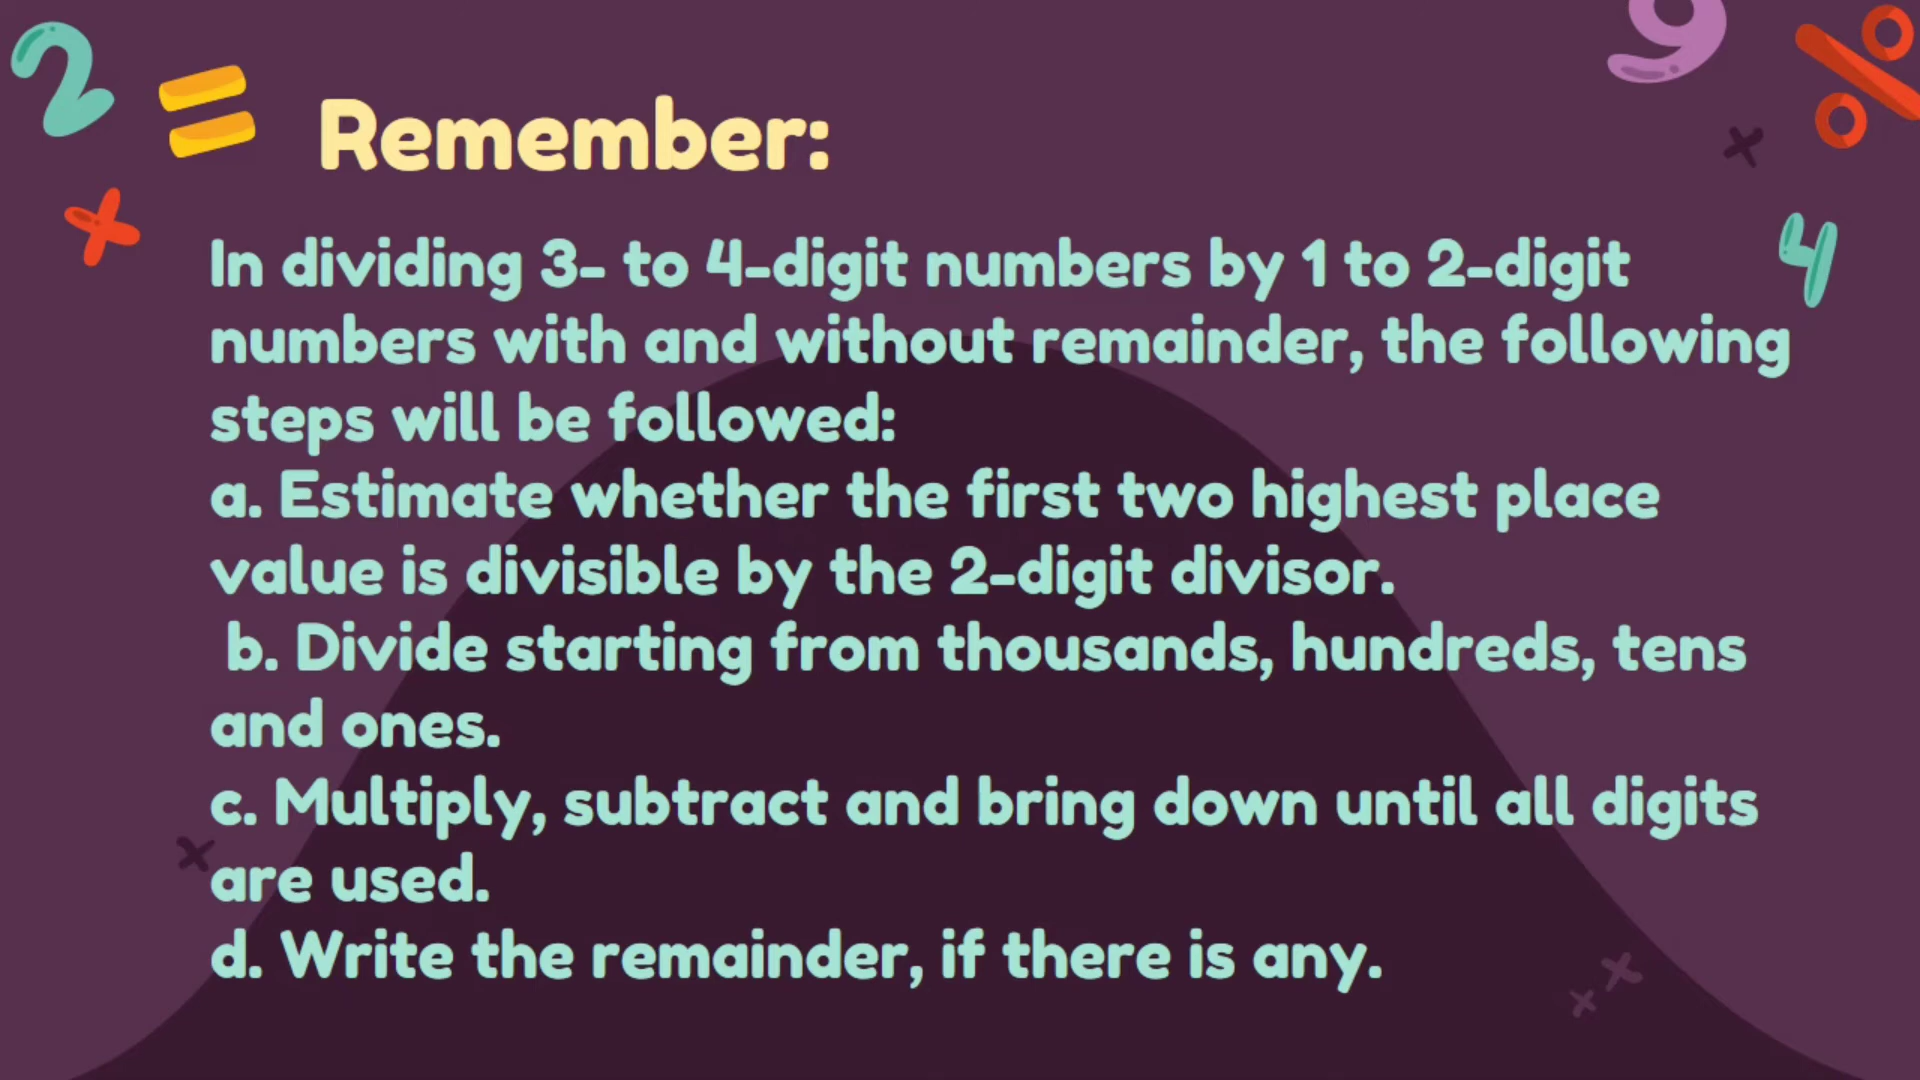 2 =
9 %
Remember:
4
In dividing 3- to 4-digit numbers by 1 to 2-digit
numbers with and without remainder, the following
steps will be followed:
a. Estimate whether the first two highest place
value is divisible by the 2-digit divisor.
b. Divide starting from thousands, hundreds, tens
and ones.
c. Multiply, subtract and bring down until all digits
are used.
d. Write the remainder, if there is any.